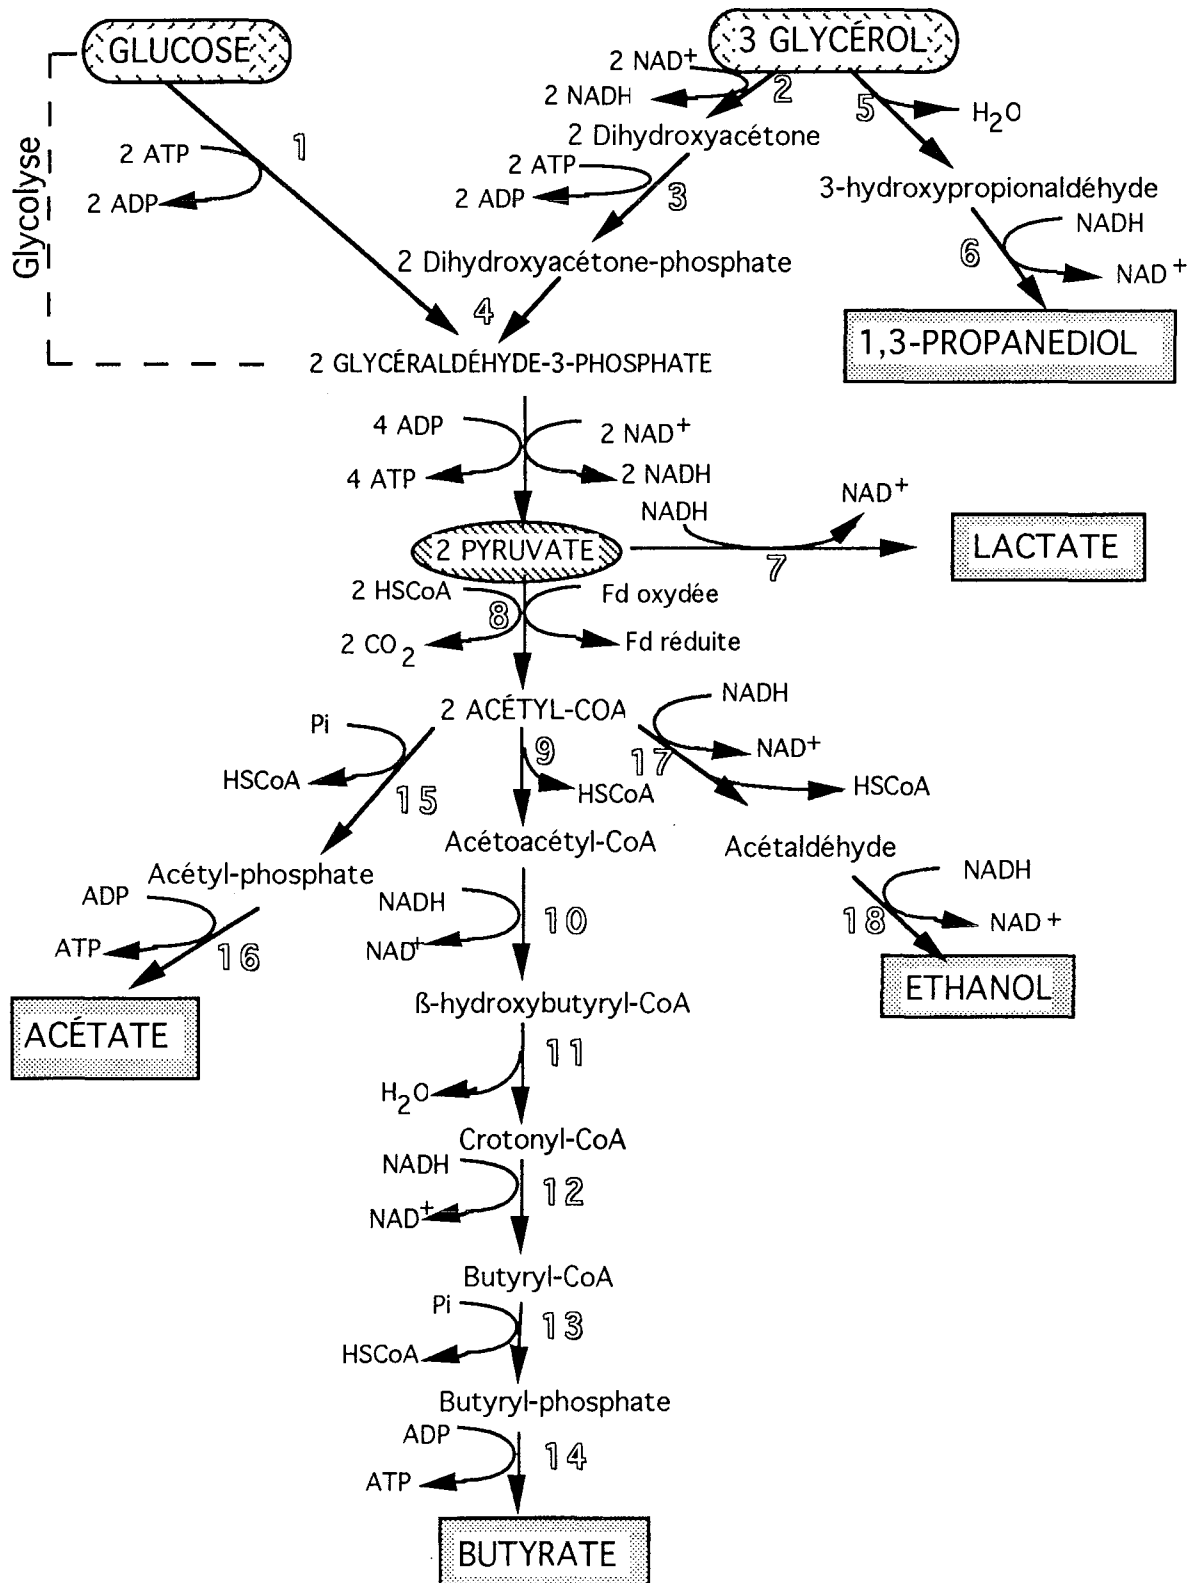 GLUCOSE
3 GLYCÉROL
2 NAD+
2 NADH
2
5
H2O
Glycolyse
1
2 ATP
2 ADP
2 Dihydroxyacétone
2 ATP
2 ADP
3
3-hydroxypropionaldéhyde
NADH
6
NAD+
2 Dihydroxyacétone-phosphate
4
1,3-PROPANEDIOL
2 GLYCÉRALDÉHYDE-3-PHOSPHATE
4 ADP
2 NAD+
4 ATP
2 NADH
NADH
NAD+
2 PYRUVATE
7
LACTATE
2 HSCoA
Fd oxydée
8
2 CO2
Fd réduite
2 ACÉTYL-COA
NADH
Pi
9
17
NAD+
HSCoA
15
HSCoA
HSCoA
Acétoacétyl-CoA
Acétaldéhyde
Acétyl-phosphate
ADP
NADH
NADH
10
18
ATP
16
NAD+
NAD+
ß-hydroxybutyryl-CoA
ETHANOL
ACÉTATE
11
H2O
Crotonyl-CoA
NADH
12
NAD+
Butyryl-CoA
Pi
13
HSCoA
Butyryl-phosphate
ADP
14
ATP
BUTYRATE